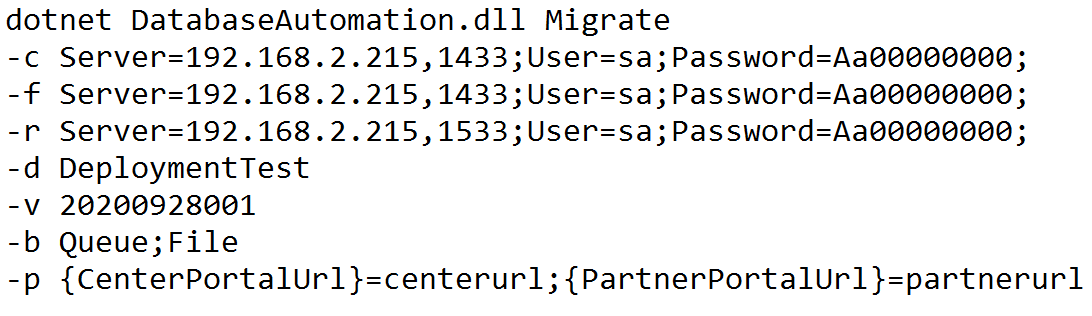 dotnet DatabaseAutomation.dll Migrate
-c Server=192.168.2.215,1433;User=sa;Password=Aa00000000;
-f Server=192.168.2.215,1433;User=sa;Password=Aa00000000;
-r Server=192.168.2.215,1533;User=sa;Password=Aa00000000;
-d DeploymentTest
-v 20200928001
-b Queue;File
-p {CenterPortalUrl}=centerurl;{PartnerPortalUrl}=partnerurl